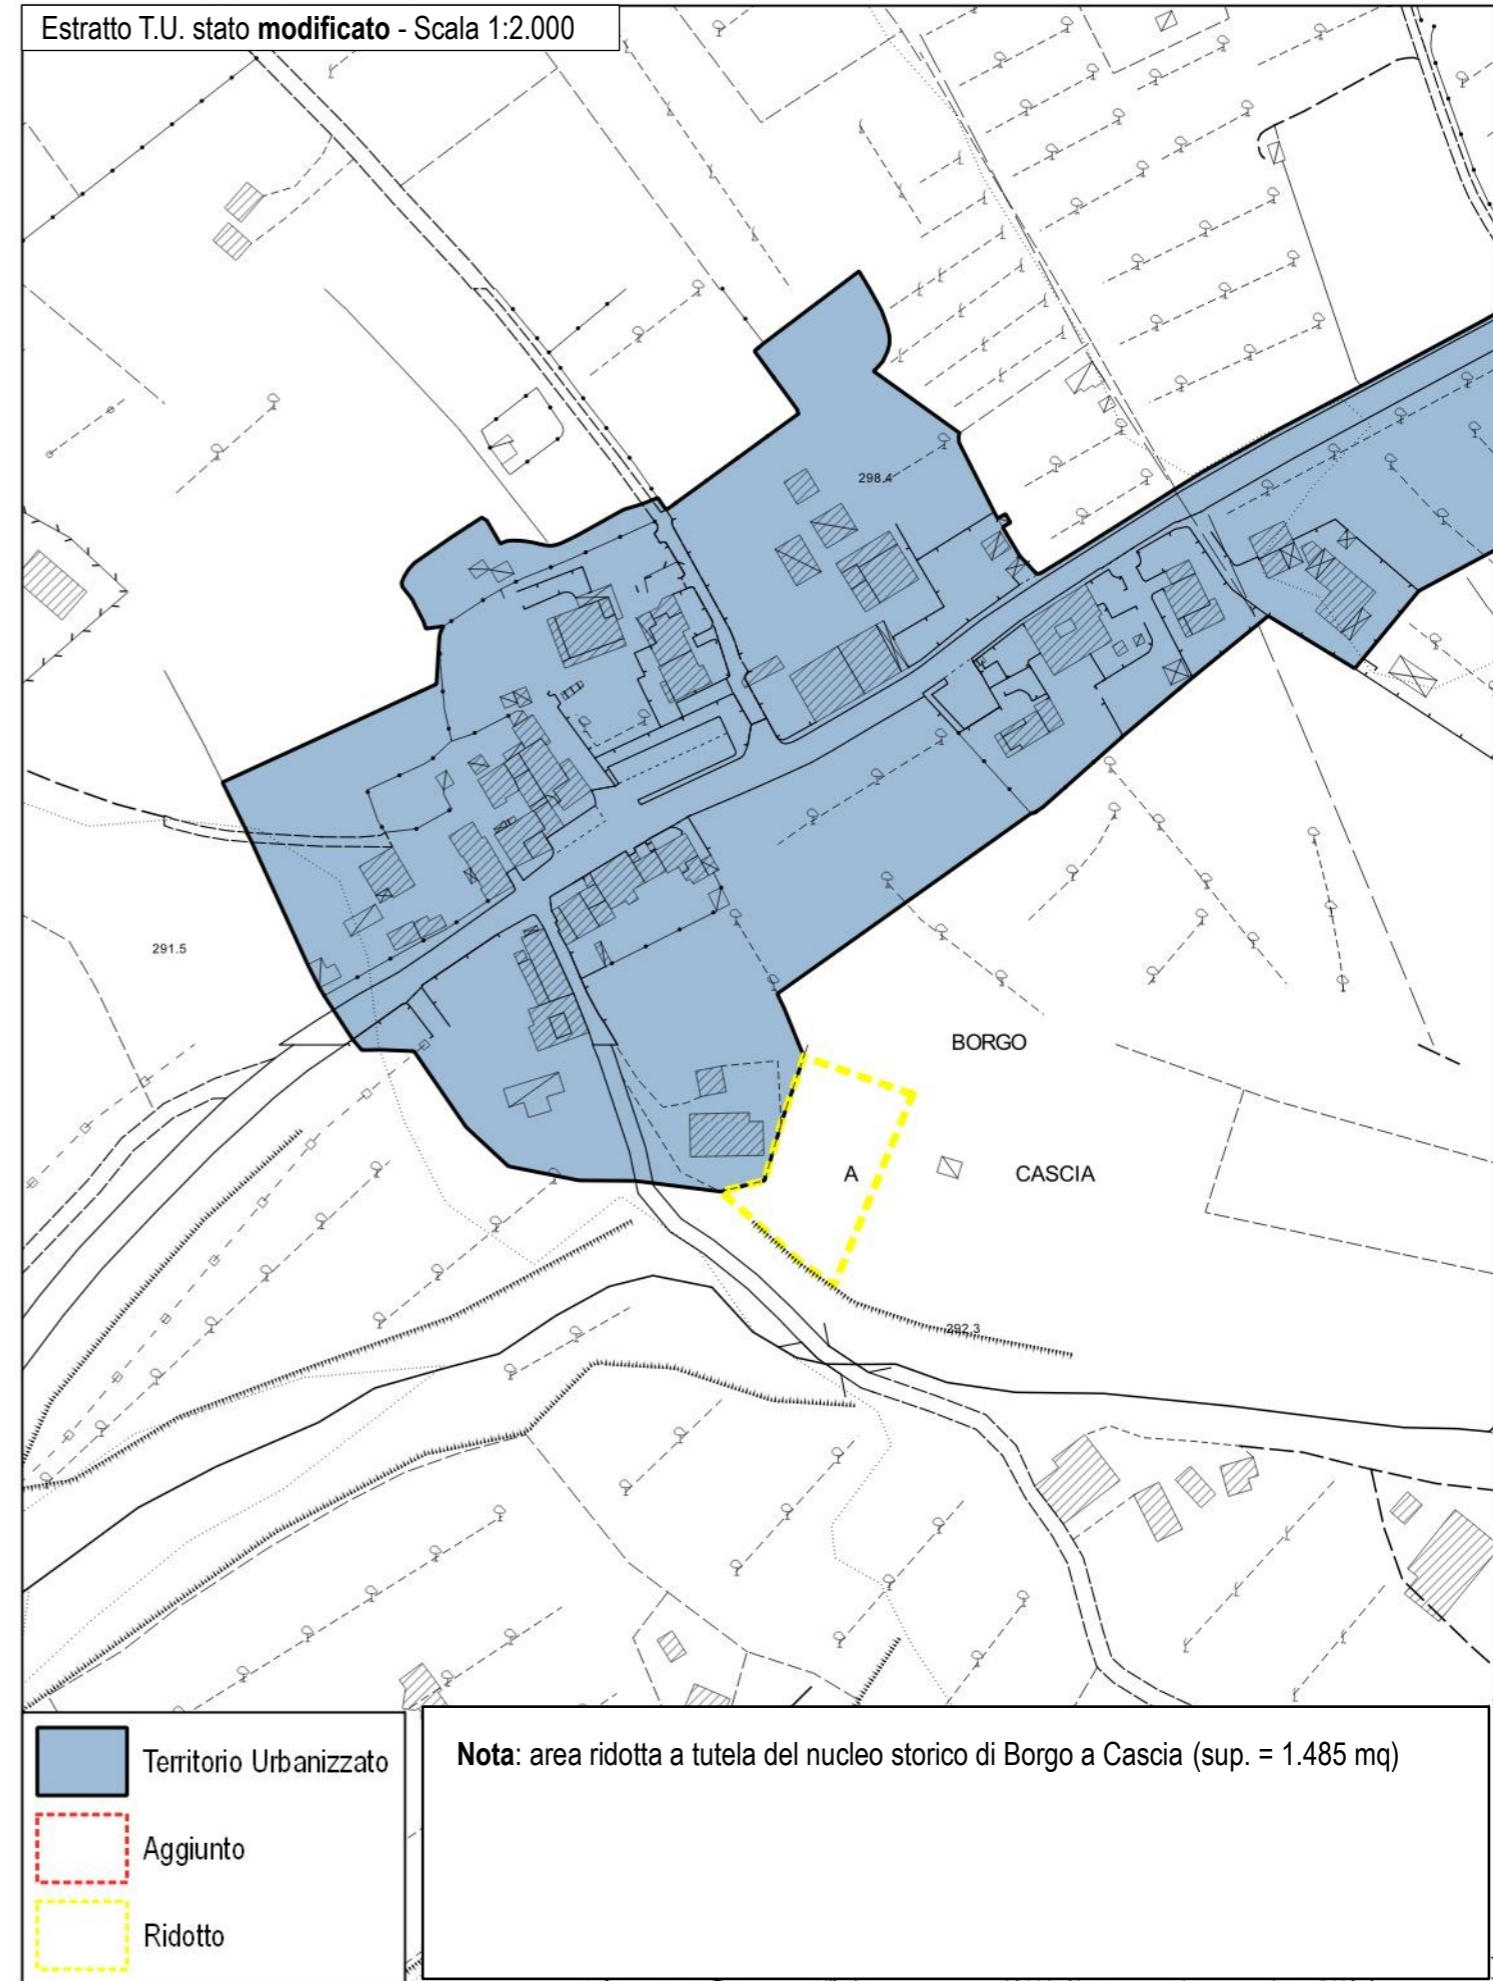 Estratto T.U. stato modificato - Scala 1:2.000
298.4
291.5
BORGO
A
CASCIA
292.3
Territorio Urbanizzato
Aggiunto
Ridotto
Nota: area ridotta a tutela del nucleo storico di Borgo a Cascia (sup. = 1.485 mq)